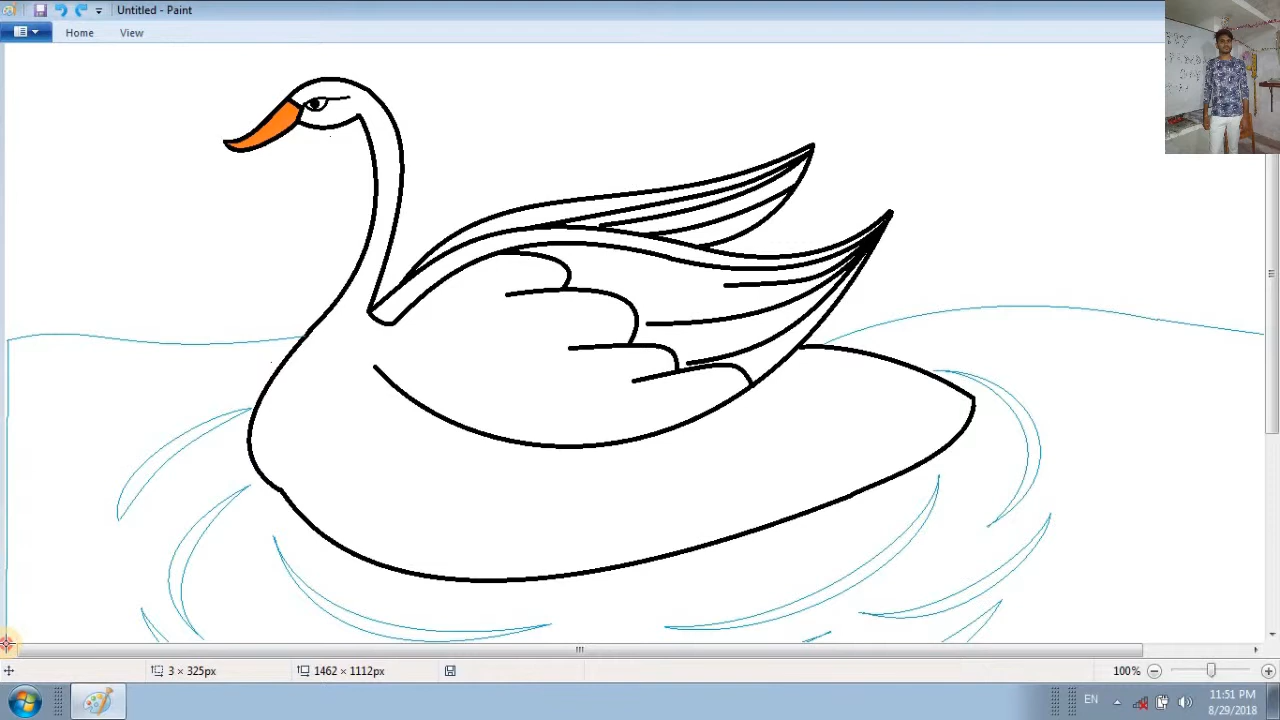 Untitled - Paint
Home View
3 × 325px 1462 × 1112px 100%
EN 11:51 PM
8/29/2018